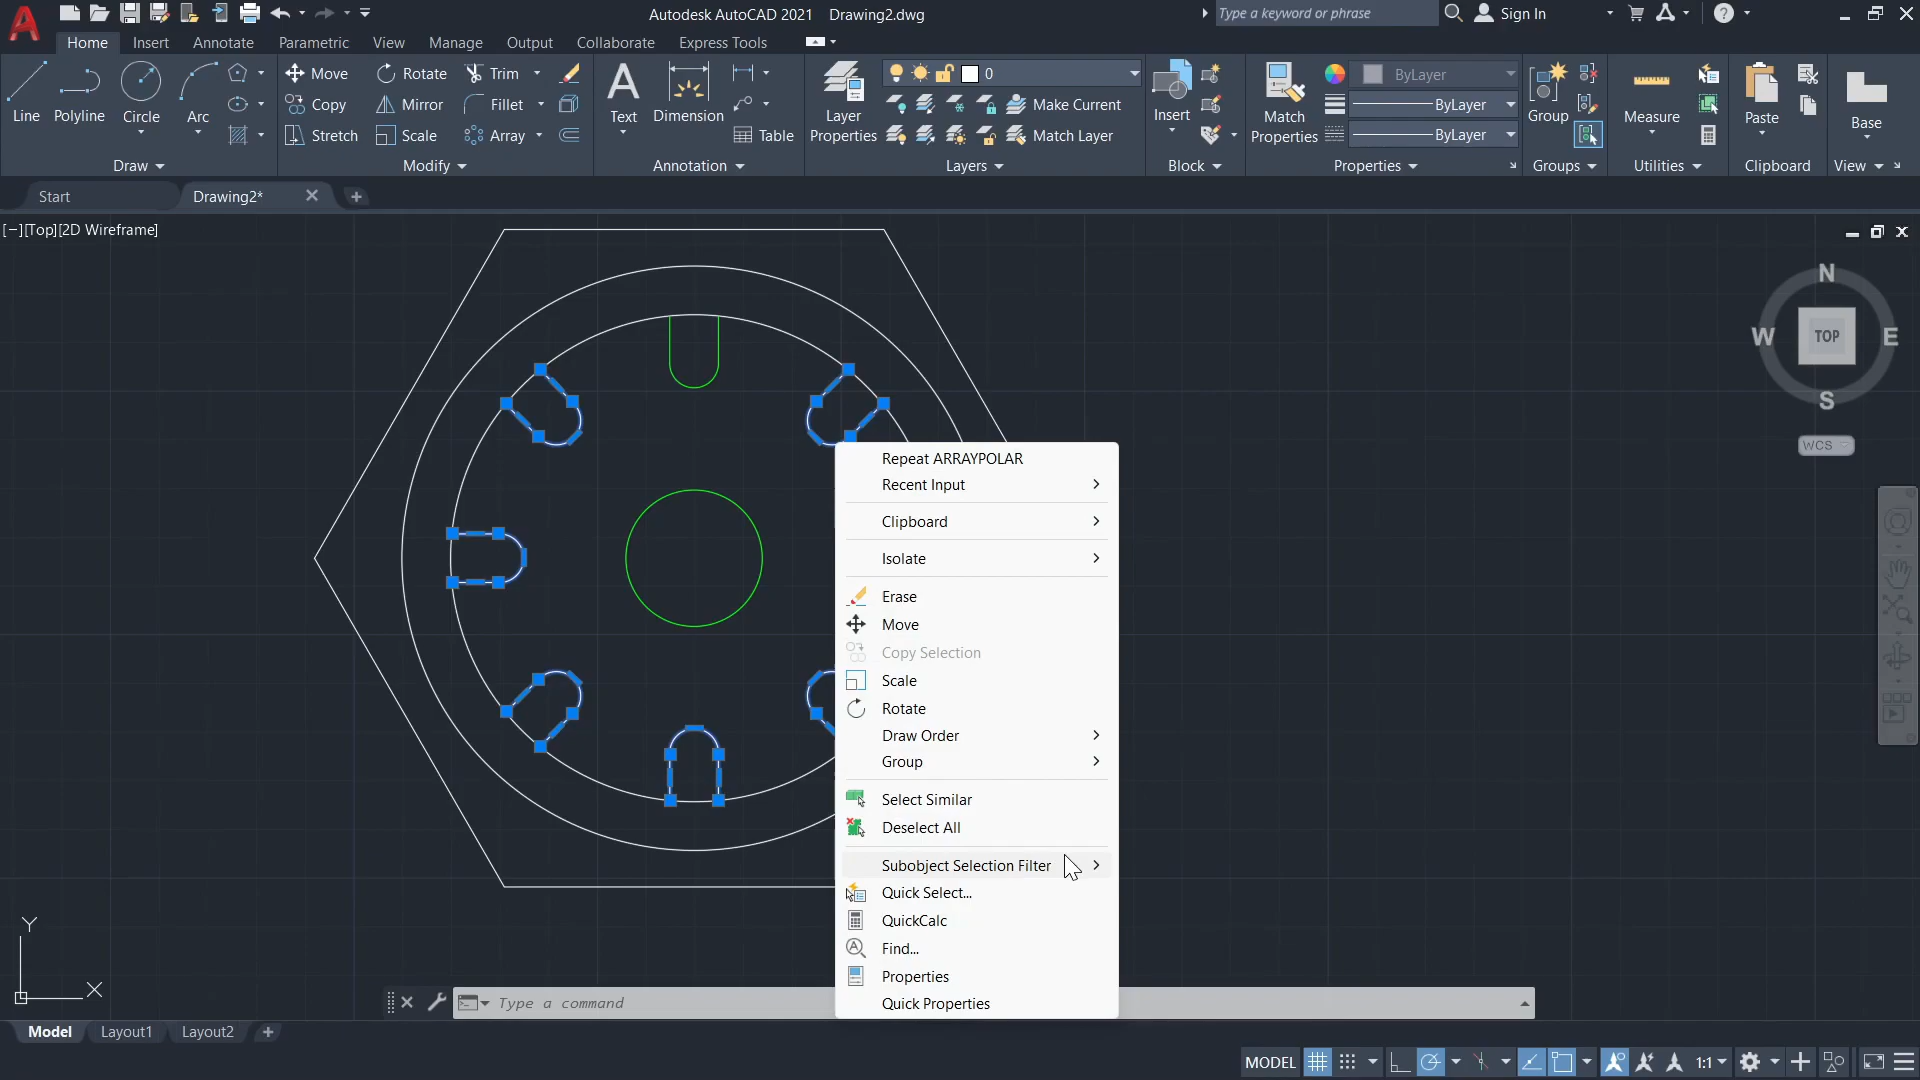 Autodesk AutoCAD 2021 Drawing2.dwg
Type a keyword or phrase
Sign In
Home Insert Annotate Parametric View Manage Output Collaborate Express Tools
Line
Polyline
Circle
Arc
Draw
Move
Copy
Stretch
Rotate
Mirror
Scale
Trim
Fillet
Array
Modify
Text
Dimension
Table
Annotation
Layer
Properties
0
Make Current
Match Layer
Layers
Insert
Block
Match
Properties
ByLayer
ByLayer
ByLayer
Properties
Group
Groups
Measure
Utilities
Paste
Clipboard
Base
View
Start
Drawing2*
[−][Top][2D Wireframe]
N
W
TOP
E
S
WCS
Repeat ARRAYPOLAR
Recent Input
Clipboard
Isolate
Erase
Move
Copy Selection
Scale
Rotate
Draw Order
Group
Select Similar
Deselect All
Subobject Selection Filter
Quick Select...
QuickCalc
Find...
Properties
Quick Properties
Y
X
Type a command
Model Layout1 Layout2
MODEL
1:1